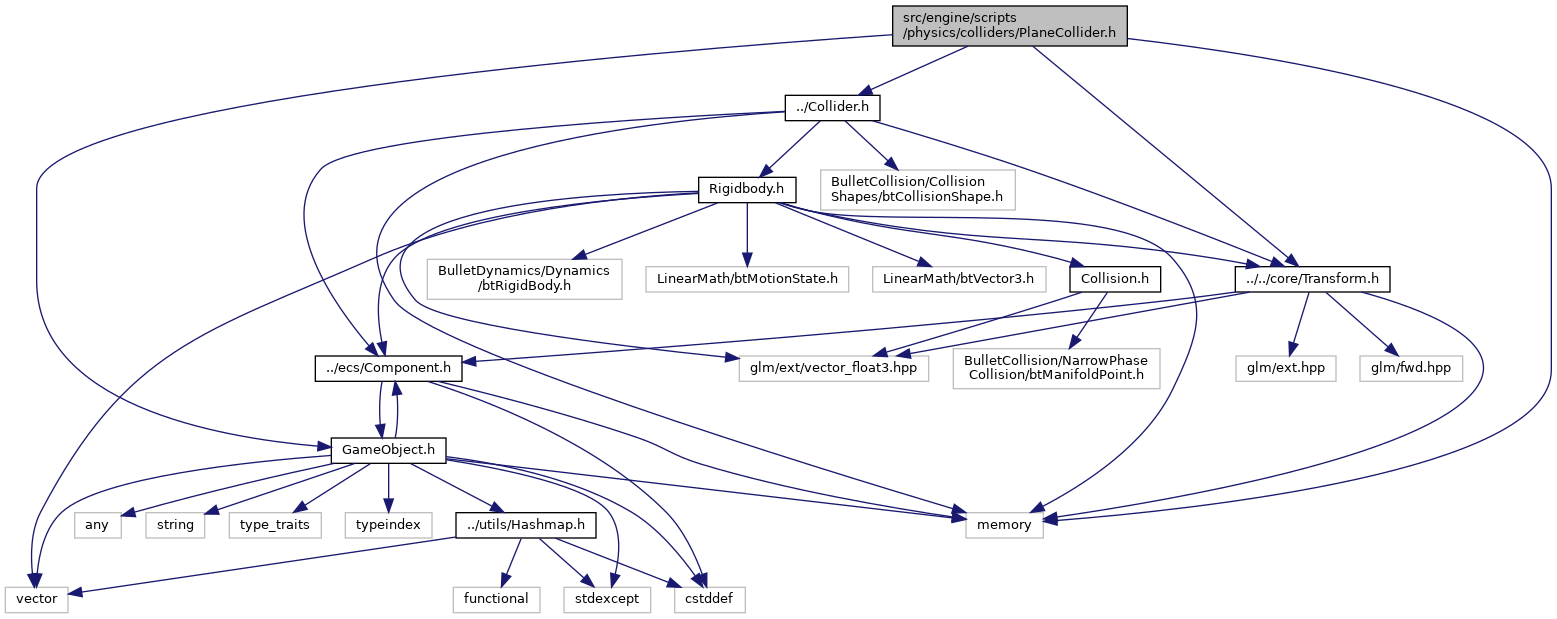 src/engine/scripts
/physics/colliders/PlaneCollider.h
../Collider.h
Rigidbody.h
BulletCollision/Collision
Shapes/btCollisionShape.h
BulletDynamics/Dynamics
/btRigidBody.h
LinearMath/btMotionState.h
LinearMath/btVector3.h
Collision.h
../../core/Transform.h
../ecs/Component.h
glm/ext/vector_float3.hpp
BulletCollision/NarrowPhase
Collision/btManifoldPoint.h
glm/ext.hpp
glm/fwd.hpp
GameObject.h
any
string
type_traits
typeindex
../utils/Hashmap.h
memory
vector
functional
stdexcept
cstddef